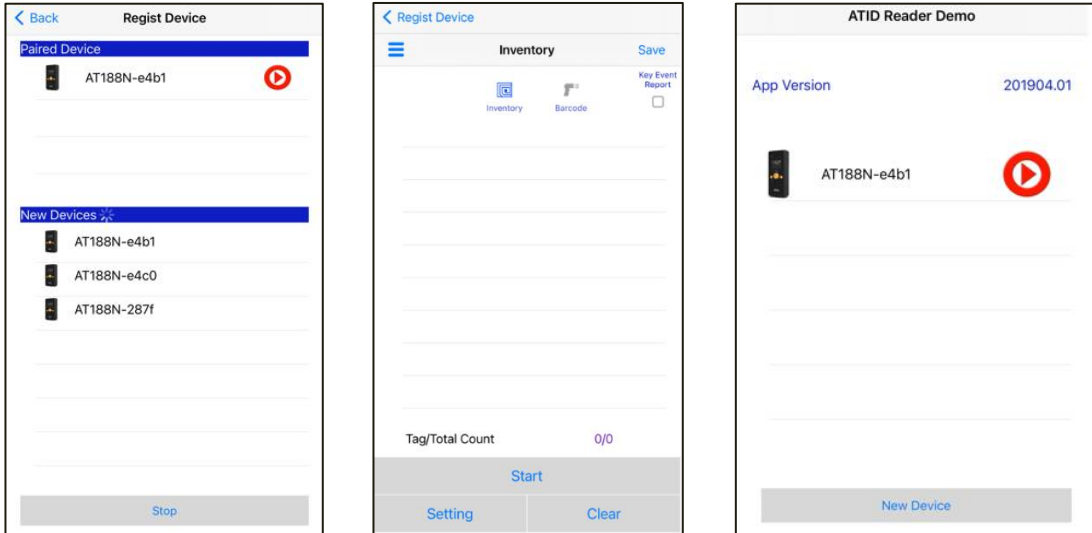 Back Regist Device
Paired Device
AT188N-e4b1
New Devices
AT188N-e4b1
AT188N-e4c0
AT188N-287f
Stop
Regist Device
Inventory Save
Key Event
Report
Inventory Barcode
Tag/Total Count 0/0
Start
Setting Clear
ATID Reader Demo
App Version 201904.01
AT188N-e4b1
New Device